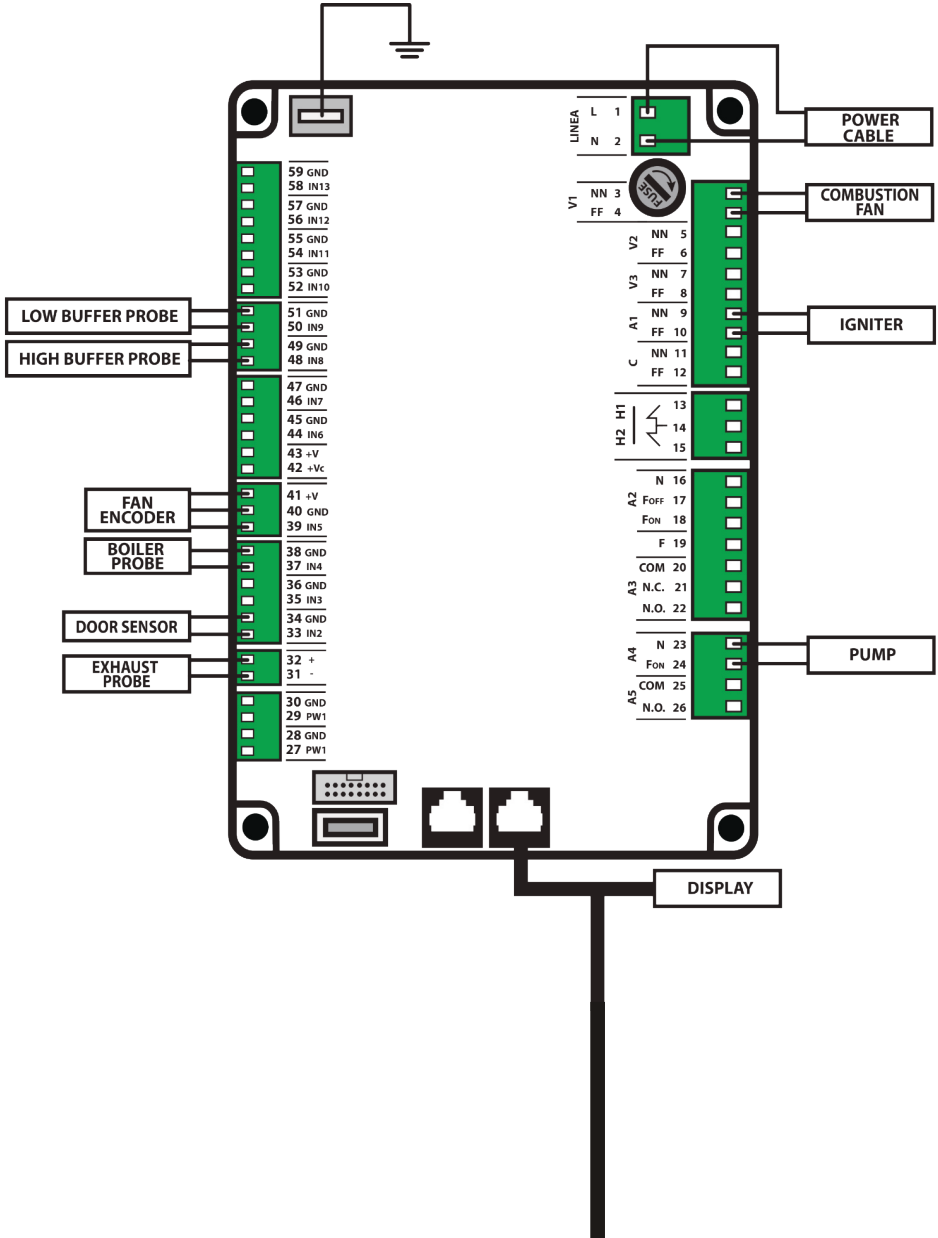 LINEA
L 1
N 2
POWER
CABLE
FUSE
V1
NN 3
FF 4
COMBUSTION
FAN
V2
NN 5
FF 6
V3
NN 7
FF 8
A1
NN 9
FF 10
IGNITER
C
NN 11
FF 12
H2 H1
13
14
15
A2
N 16
FOFF 17
FON 18
F 19
A3
COM 20
N.C. 21
N.O. 22
A4
N 23
FON 24
PUMP
A5
COM 25
N.O. 26
59 GND
58 IN13
57 GND
56 IN12
55 GND
54 IN11
53 GND
52 IN10
LOW BUFFER PROBE
51 GND
50 IN9
HIGH BUFFER PROBE
49 GND
48 IN8
47 GND
46 IN7
45 GND
44 IN6
43 +V
42 +Vc
FAN
ENCODER
41 +V
40 GND
39 IN5
BOILER
PROBE
38 GND
37 IN4
36 GND
35 IN3
DOOR SENSOR
34 GND
33 IN2
EXHAUST
PROBE
32 +
31 -
30 GND
29 PW1
28 GND
27 PW1
DISPLAY